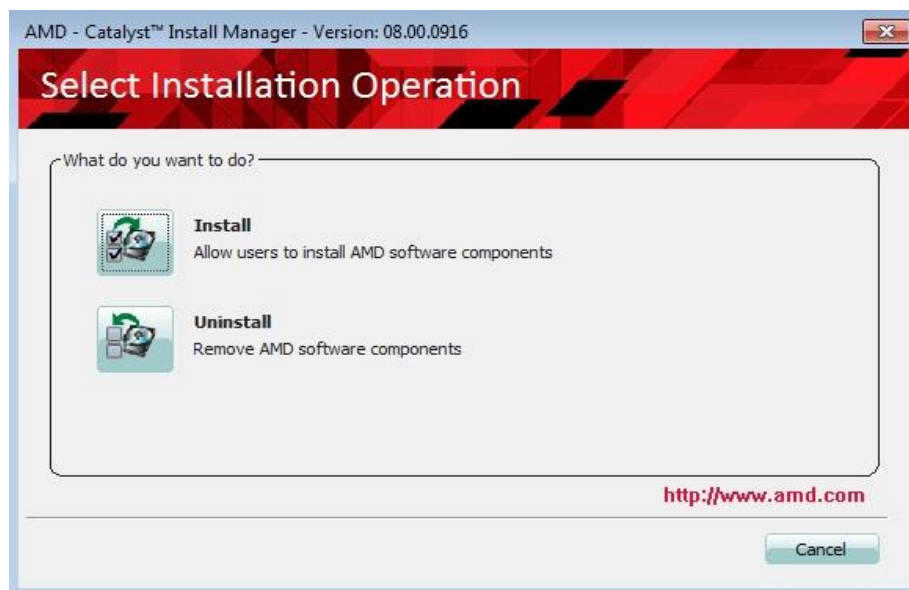 AMD - Catalyst™ Install Manager - Version: 08.00.0916
Select Installation Operation
What do you want to do?
Install
Allow users to install AMD software components
Uninstall
Remove AMD software components
http://www.amd.com
Cancel